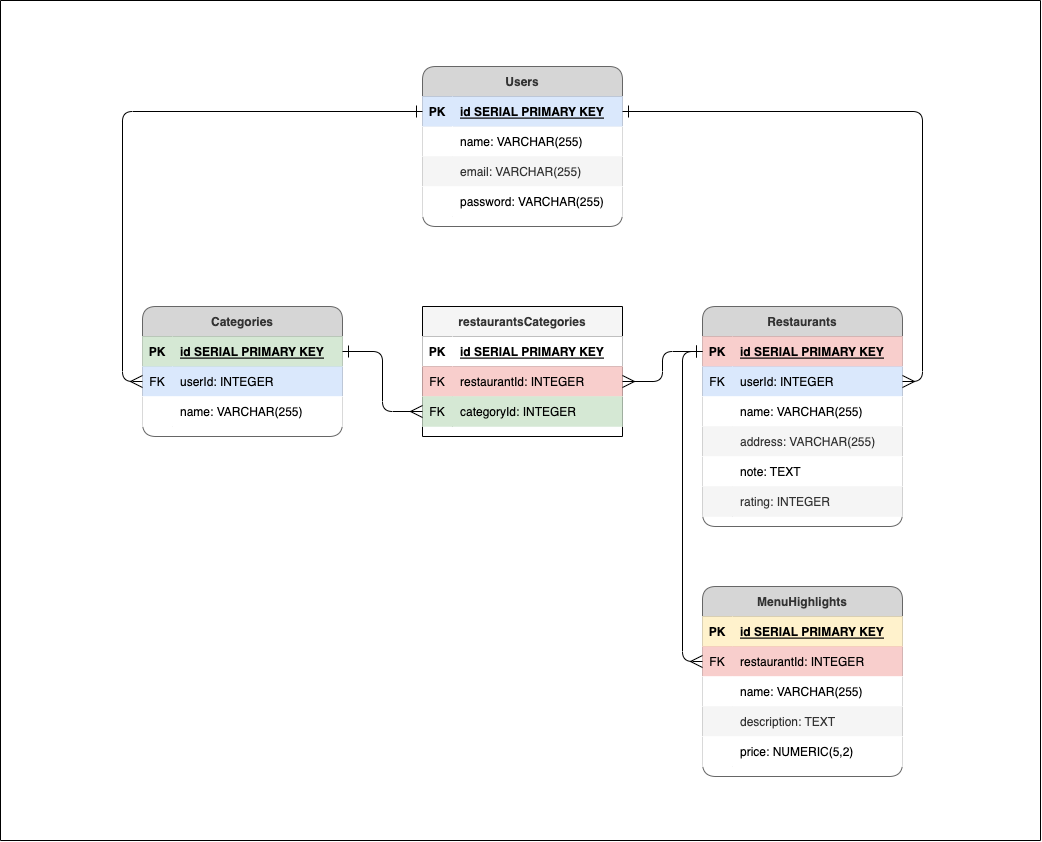 Users
PK id SERIAL PRIMARY KEY
name: VARCHAR(255)
email: VARCHAR(255)
password: VARCHAR(255)
Categories
PK id SERIAL PRIMARY KEY
FK userId: INTEGER
name: VARCHAR(255)
restaurantsCategories
PK id SERIAL PRIMARY KEY
FK restaurantId: INTEGER
FK categoryId: INTEGER
Restaurants
PK id SERIAL PRIMARY KEY
FK userId: INTEGER
name: VARCHAR(255)
address: VARCHAR(255)
note: TEXT
rating: INTEGER
MenuHighlights
PK id SERIAL PRIMARY KEY
FK restaurantId: INTEGER
name: VARCHAR(255)
description: TEXT
price: NUMERIC(5,2)